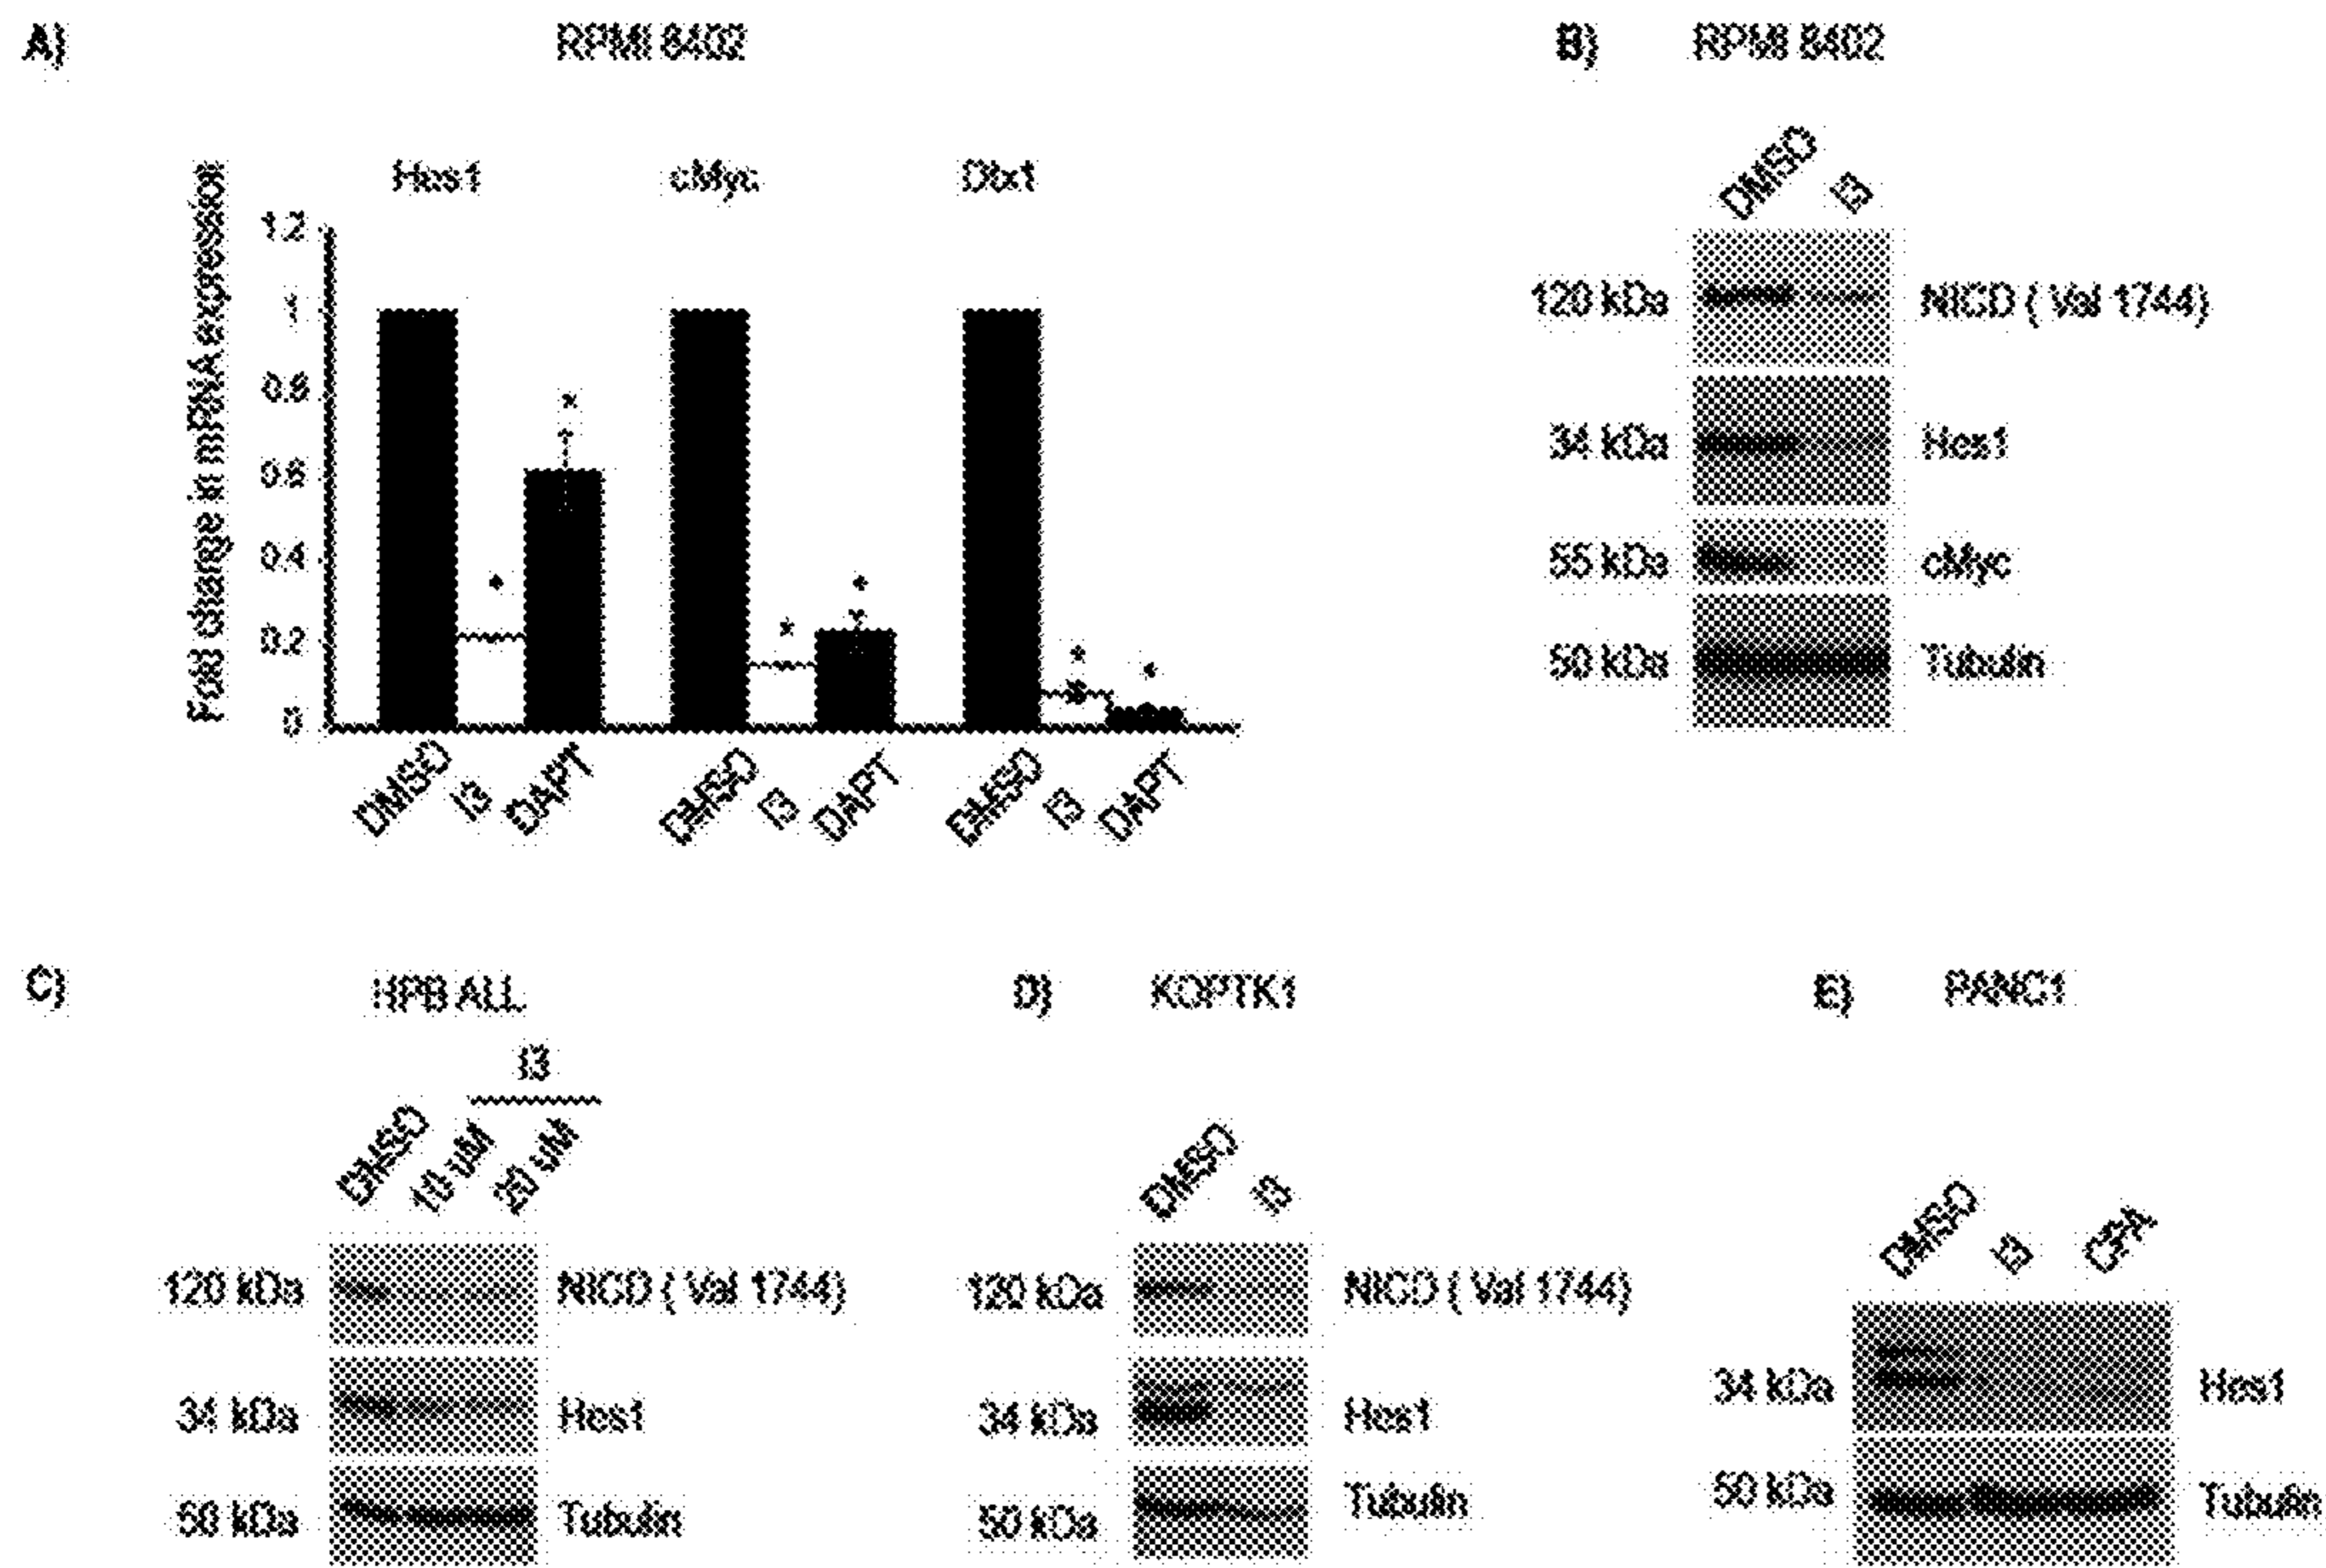 A) RPMI 8402
Hes1 cMyc Dtx1
Fold change in mRNA expression
1.2
1
0.8
0.6
0.4
0.2
0
DMSO I3 DAPT DMSO I3 DAPT DMSO I3 DAPT
B) RPMI 8402
DMSO I3
120 kDa NICD ( Val 1744)
34 kDa Hes1
55 kDa cMyc
50 kDa Tubulin
C) HPB ALL
I3
DMSO 10 uM 20 uM
120 kDa NICD ( Val 1744)
34 kDa Hes1
50 kDa Tubulin
D) KOPTK1
DMSO I3
120 kDa NICD ( Val 1744)
34 kDa Hes1
50 kDa Tubulin
E) PANC1
DMSO I3 CPA
34 kDa Hes1
50 kDa Tubulin